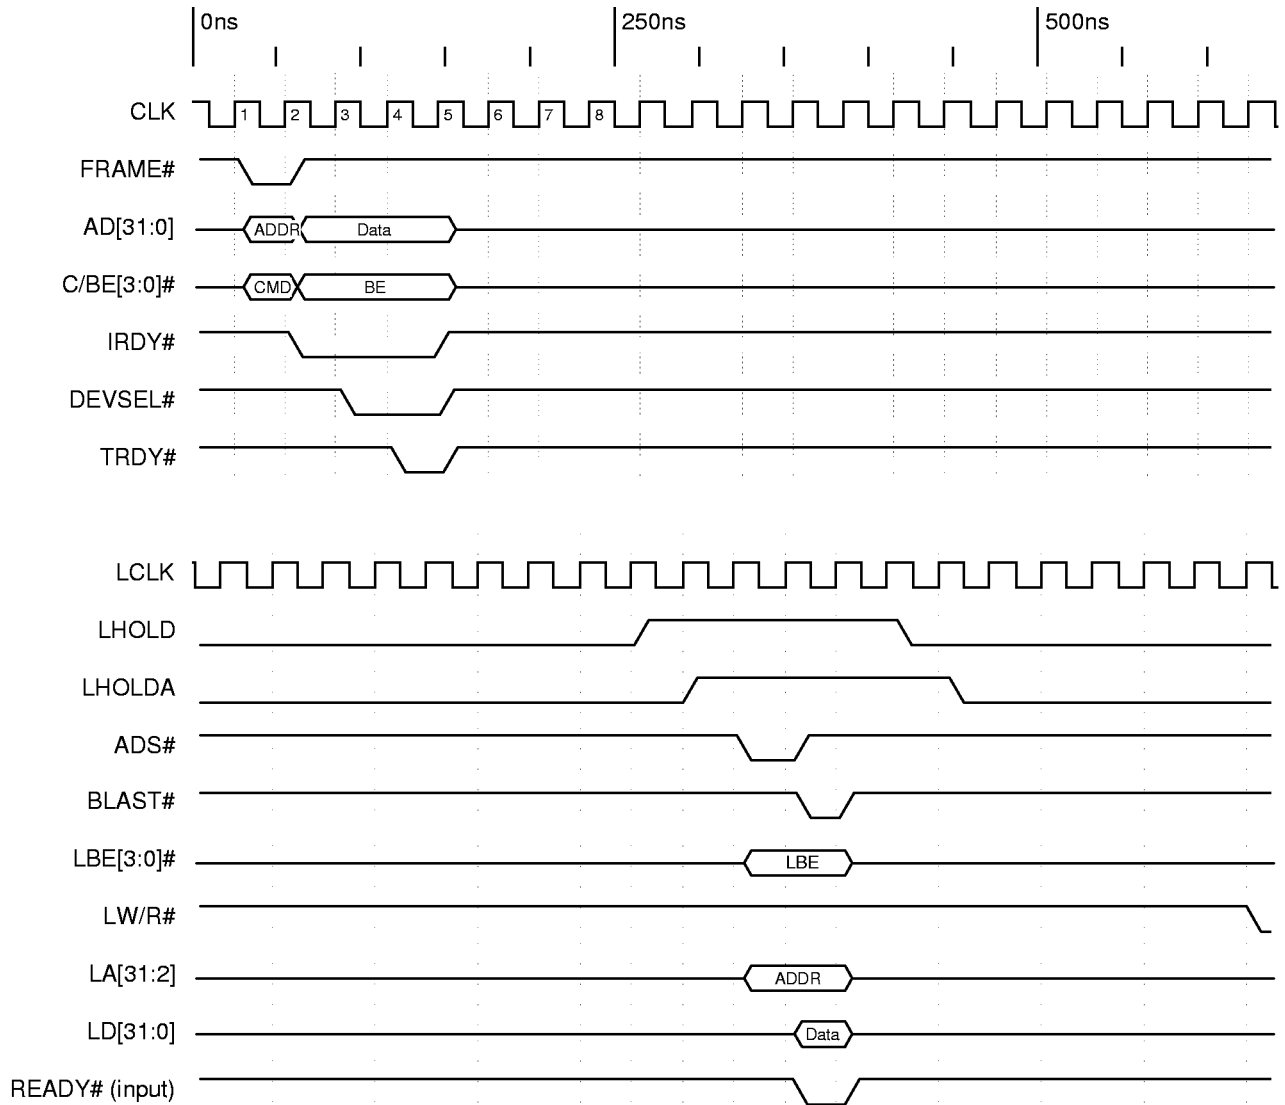 0ns 250ns 500ns
CLK 1 2 3 4 5 6 7 8
FRAME#
AD[31:0] ADDR Data
C/BE[3:0]# CMD BE
IRDY#
DEVSEL#
TRDY#
LCLK
LHOLD
LHOLDA
ADS#
BLAST#
LBE[3:0]# LBE
LW/R#
LA[31:2] ADDR
LD[31:0] Data
READY# (input)